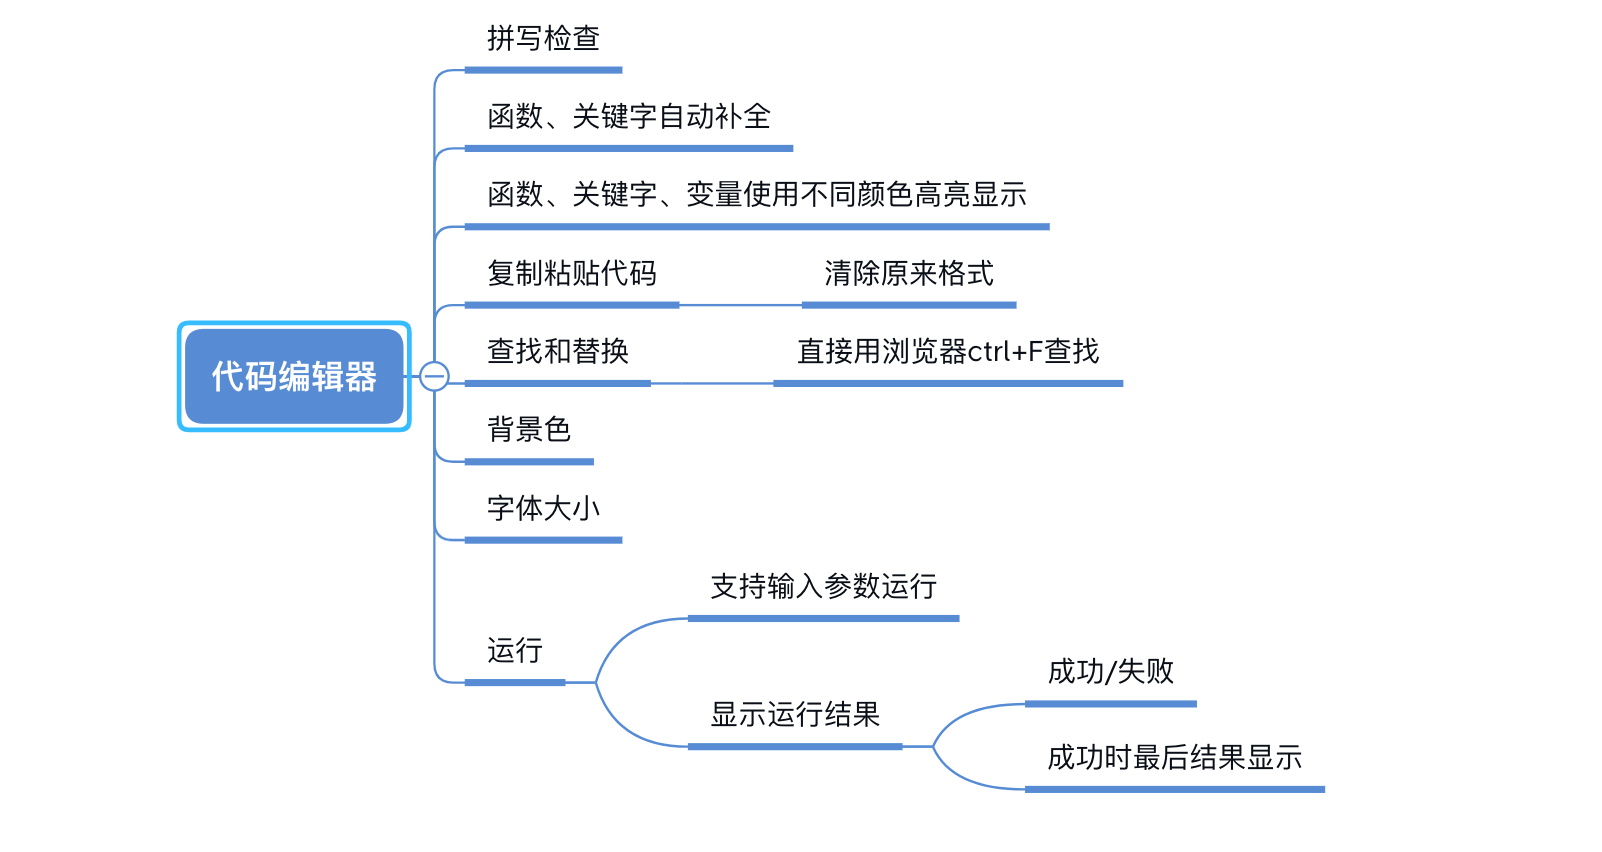 拼写检查
函数、关键字自动补全
函数、关键字、变量使用不同颜色高亮显示
复制粘贴代码
清除原来格式
查找和替换
直接用浏览器ctrl+F查找
代码编辑器
背景色
字体大小
支持输入参数运行
运行
成功/失败
显示运行结果
成功时最后结果显示